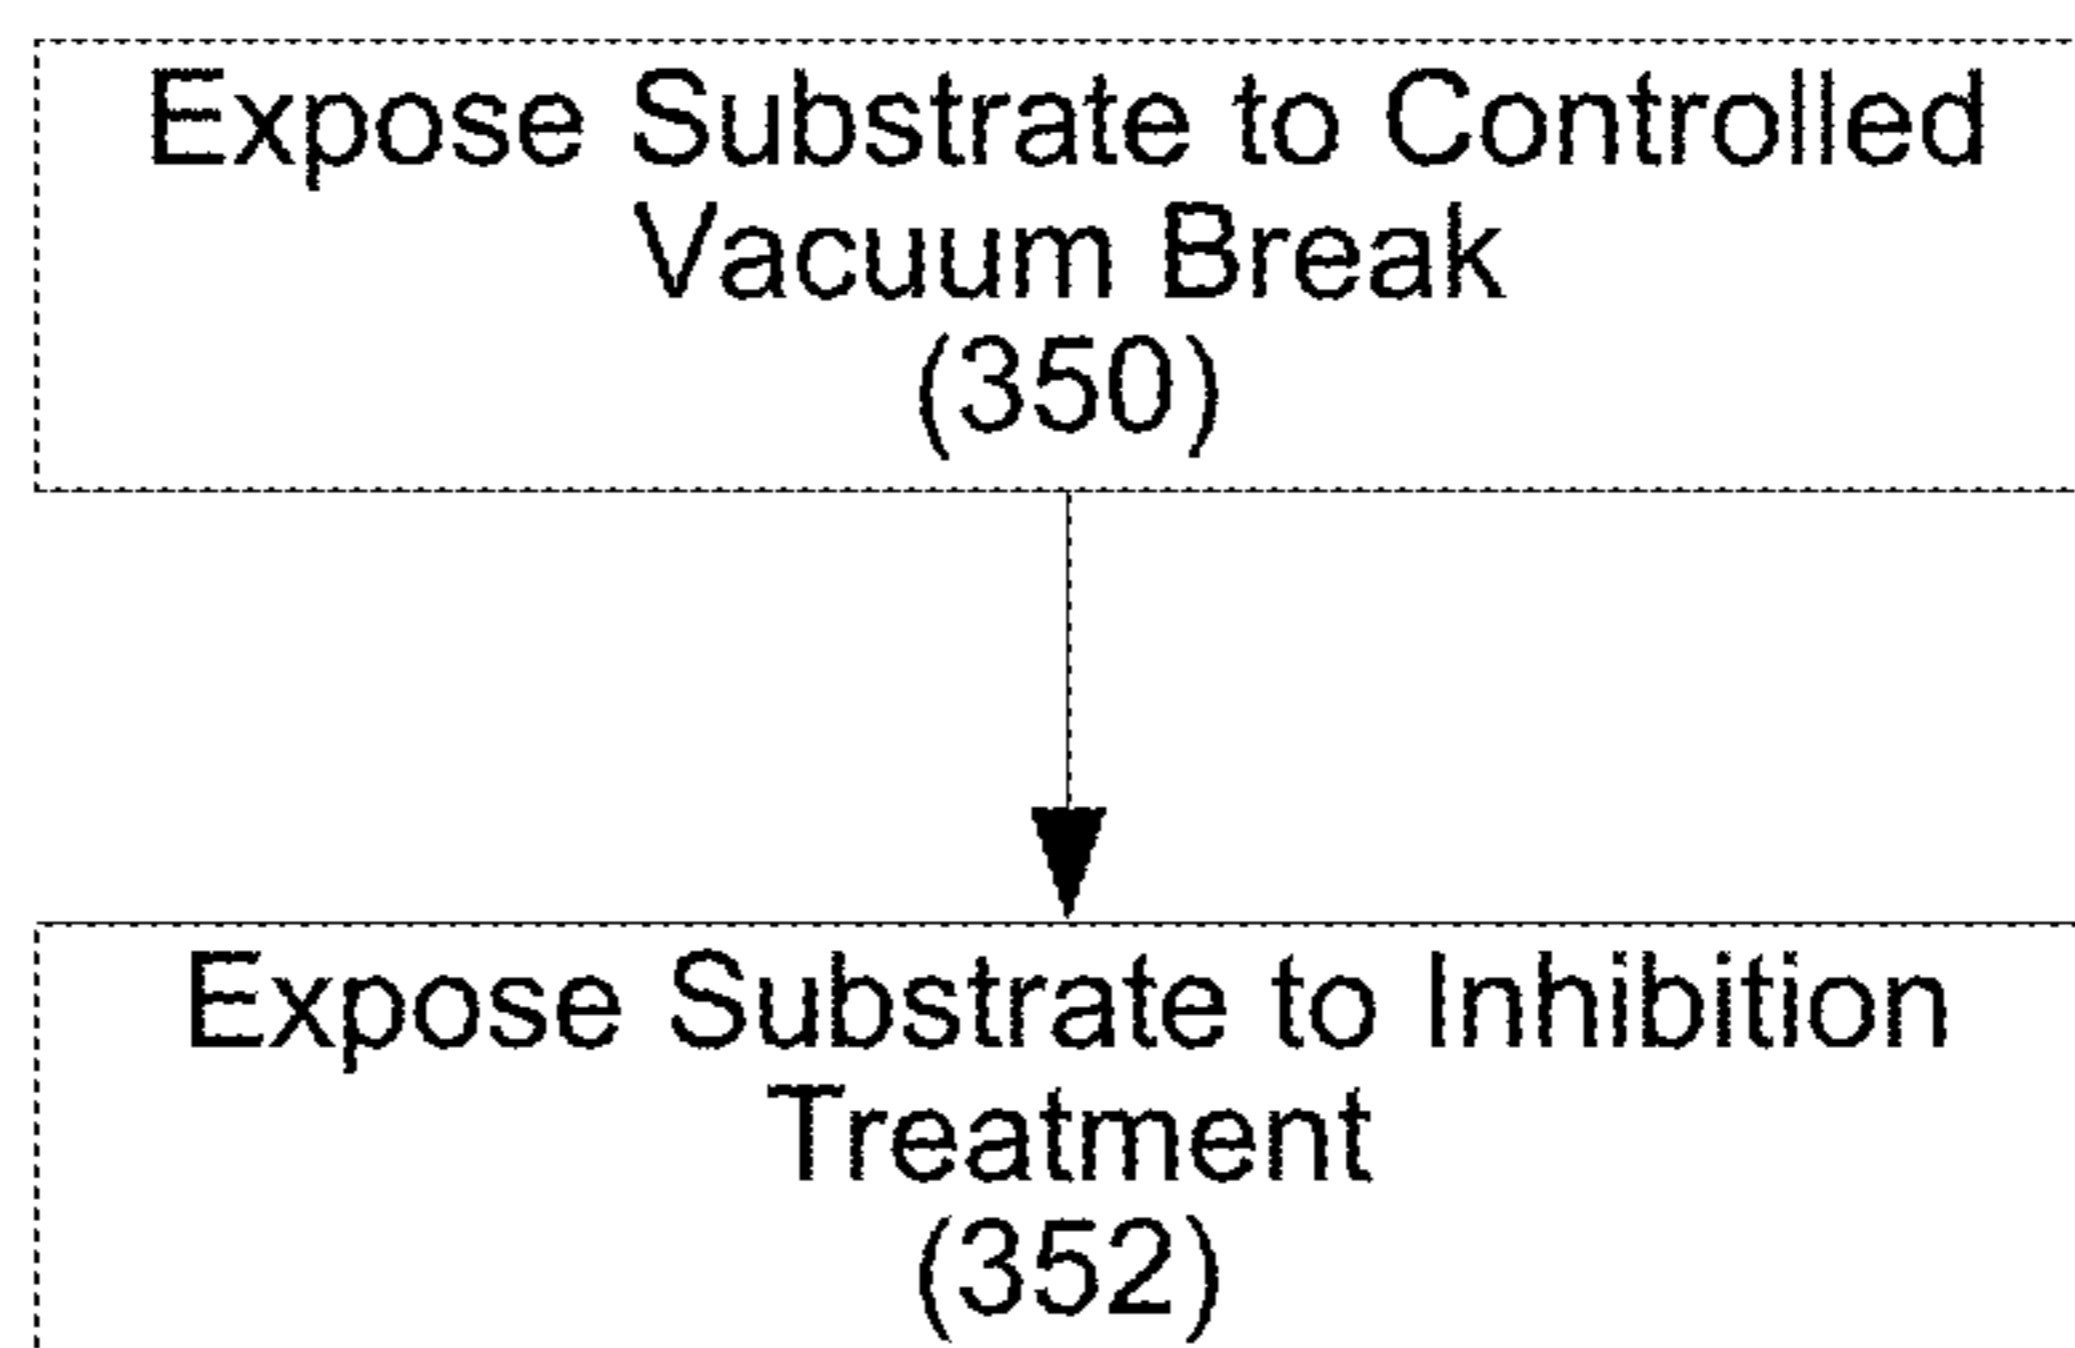 Expose Substrate to Controlled
Vacuum Break
(350)
Expose Substrate to Inhibition
Treatment
(352)